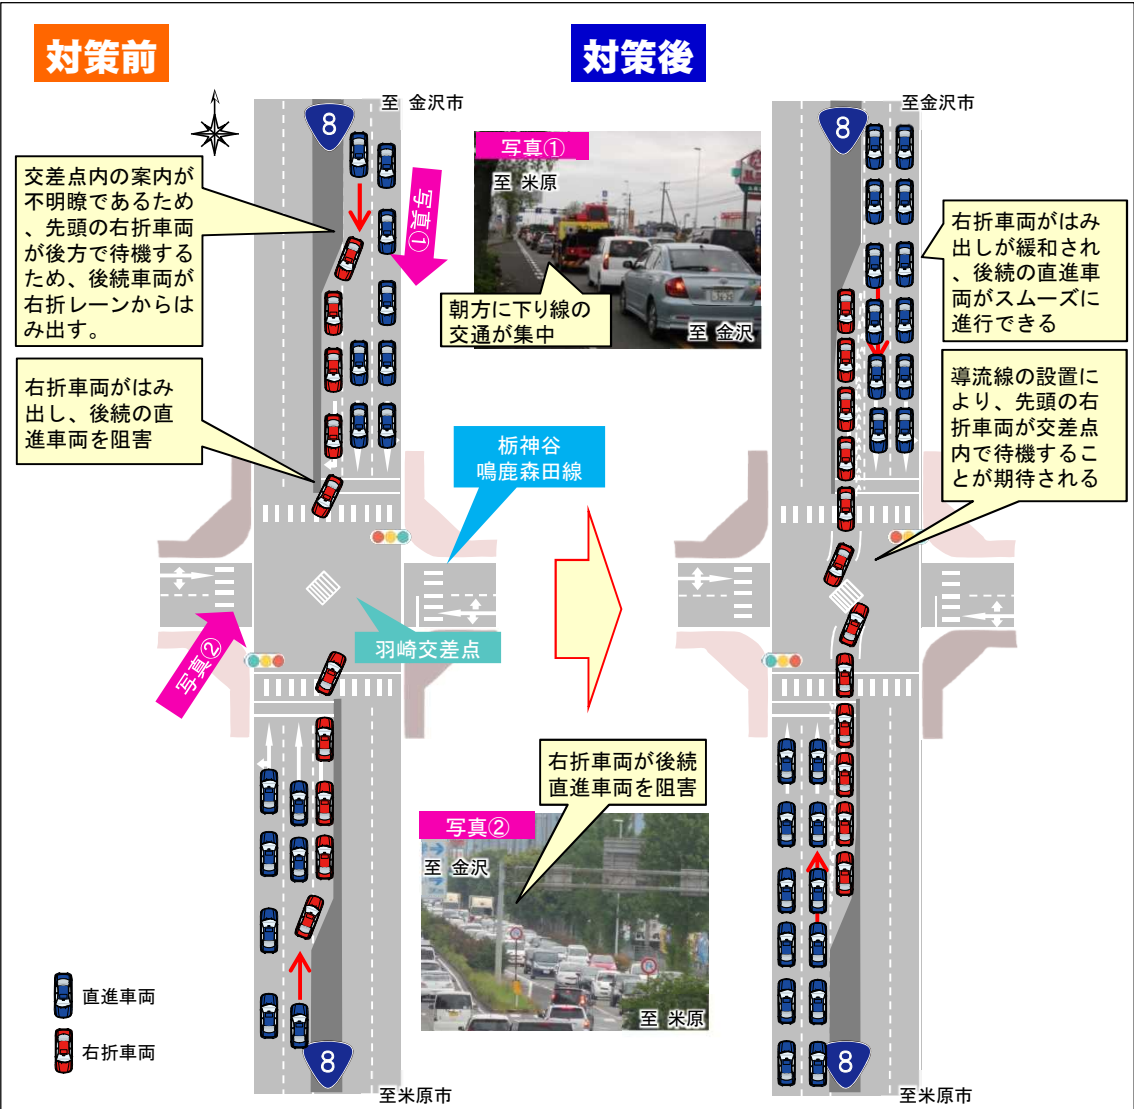 対策前
対策後
至 金沢市
8
交差点内の案内が
不明瞭であるため
、先頭の右折車両
が後方で待機する
ため、後続車両が
右折レーンからは
み出す。
写真①
右折車両がはみ
出し、後続の直
進車両を阻害
写真①
至 米原
朝方に下り線の
交通が集中
至 金沢
至金沢市
8
右折車両がはみ
出しが緩和され
、後続の直進車
両がスムーズに
進行できる
導流線の設置に
より、先頭の右
折車両が交差点
内で待機するこ
とが期待される
栃神谷
鳴鹿森田線
羽崎交差点
写真②
右折車両が後続
直進車両を阻害
写真②
至 金沢
至 米原
直進車両
右折車両
8
至米原市
8
至米原市